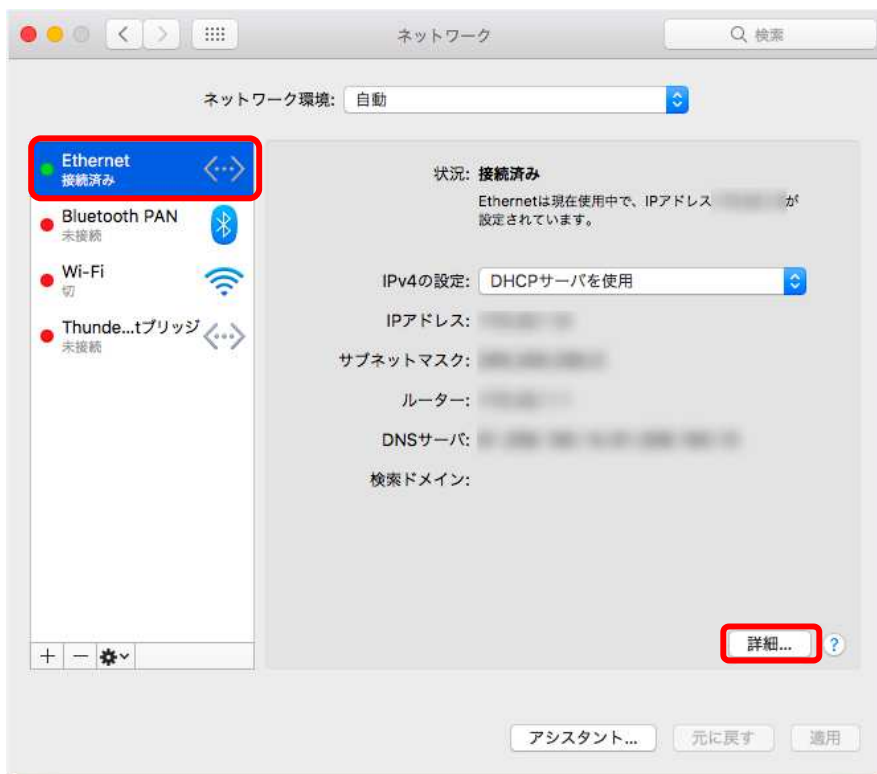 ネットワーク
検索
ネットワーク環境: 自動
Ethernet
接続済み
Bluetooth PAN
未接続
Wi-Fi
切
Thunde...tブリッジ
未接続
状況: 接続済み
Ethernetは現在使用中で、IPアドレス が
設定されています。
IPv4の設定: DHCPサーバを使用
IPアドレス:
サブネットマスク:
ルーター:
DNSサーバ:
検索ドメイン:
詳細...
?
アシスタント...
元に戻す
適用